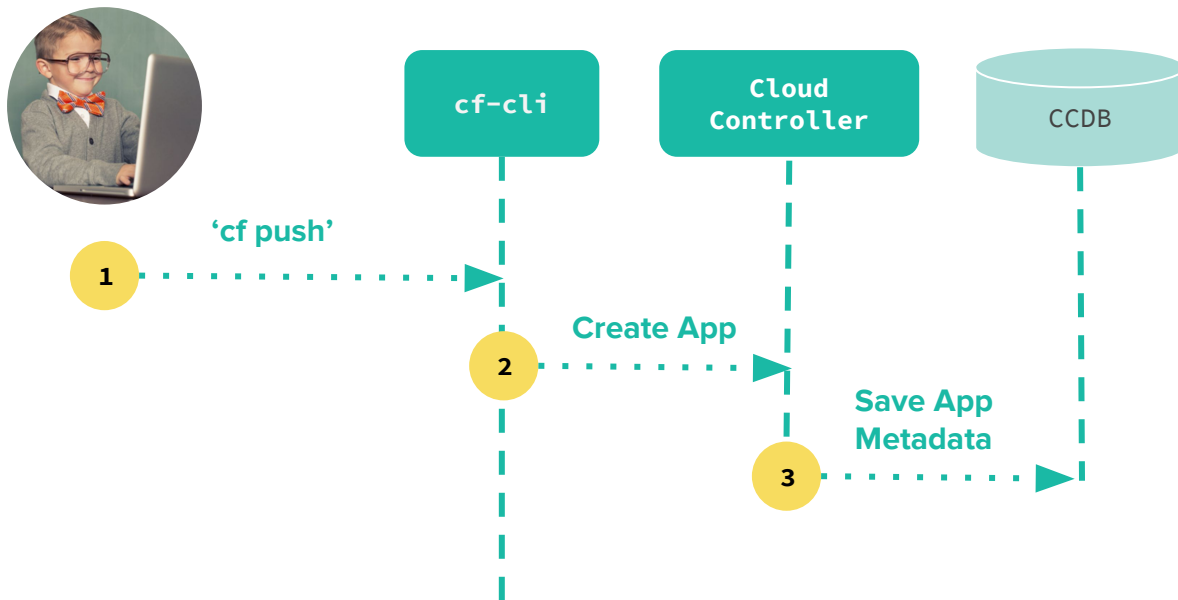 cf-cli
Cloud
Controller
CCDB
‘cf push’
1
Create App
2
Save App
Metadata
3